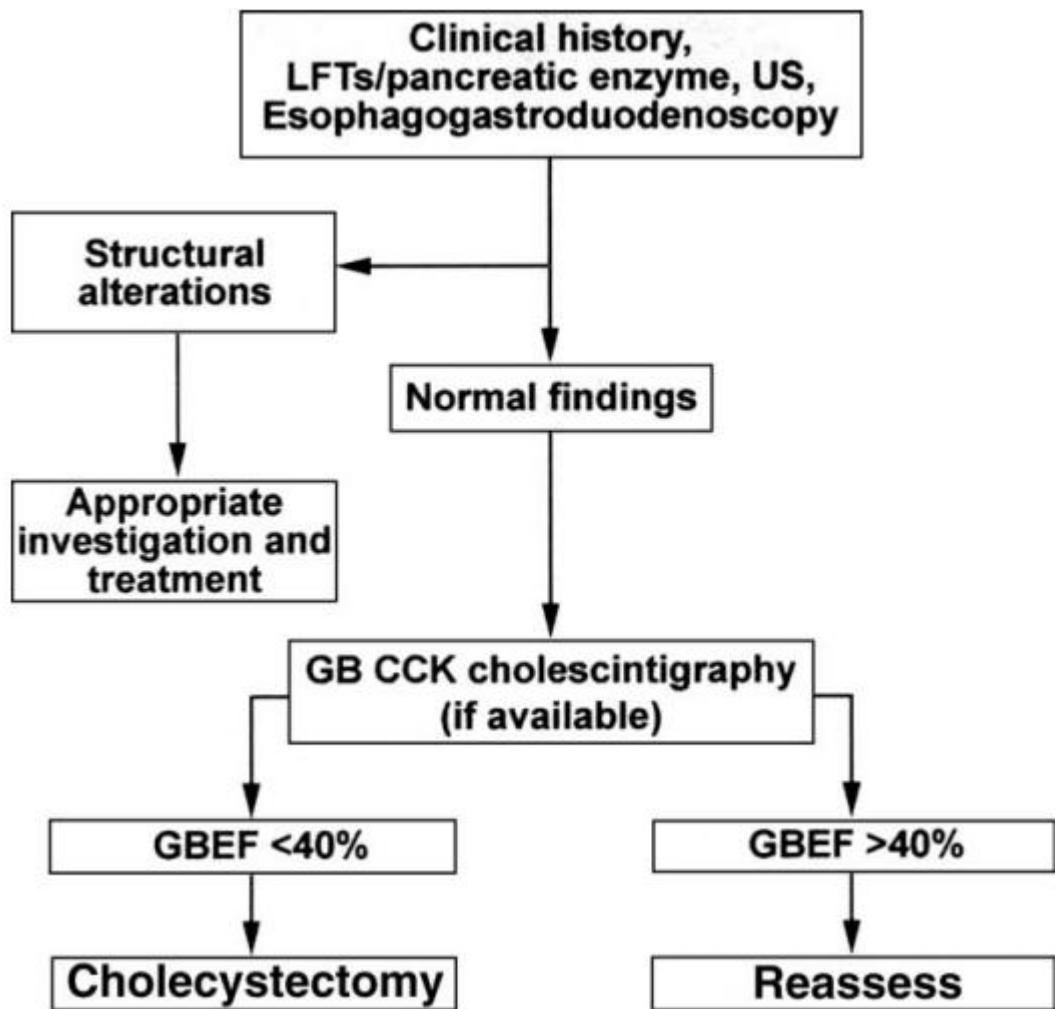 Clinical history,
LFTs/pancreatic enzyme, US,
Esophagogastroduodenoscopy
Structural
alterations
Normal findings
Appropriate
investigation and
treatment
GB CCK cholescintigraphy
(if available)
GBEF <40%
GBEF >40%
Cholecystectomy
Reassess